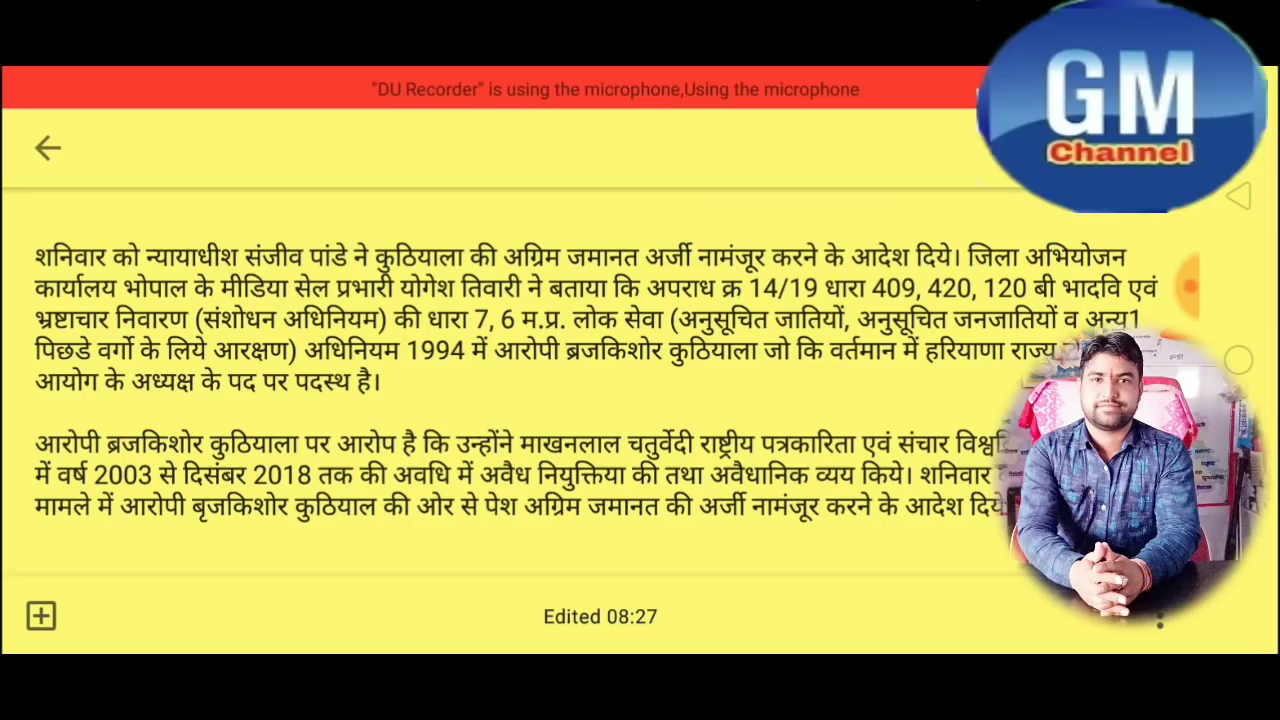 "DU Recorder" is using the microphone,Using the microphone
GM
Channel
शनिवार को न्यायाधीश संजीव पांडे ने कुठियाला की अग्रिम जमानत अर्जी नामंजूर करने के आदेश दिये। जिला अभियोजन
कार्यालय भोपाल के मीडिया सेल प्रभारी योगेश तिवारी ने बताया कि अपराध क्र 14/19 धारा 409, 420, 120 बी भादवि एवं
भ्रष्टाचार निवारण (संशोधन अधिनियम) की धारा 7, 6 म.प्र. लोक सेवा (अनुसूचित जातियों, अनुसूचित जनजातियों व अन्य1
पिछडे वर्गो के लिये आरक्षण) अधिनियम 1994 में आरोपी ब्रजकिशोर कुठियाला जो कि वर्तमान में हरियाणा राज्य
आयोग के अध्यक्ष के पद पर पदस्थ है।
आरोपी ब्रजकिशोर कुठियाला पर आरोप है कि उन्होंने माखनलाल चतुर्वेदी राष्ट्रीय पत्रकारिता एवं संचार
में वर्ष 2003 से दिसंबर 2018 तक की अवधि में अवैध नियुक्तिया की तथा अवैधानिक व्यय किये। शनिवार
मामले में आरोपी बृजकिशोर कुठियाल की ओर से पेश अग्रिम जमानत की अर्जी नामंजूर करने के आदेश दिये
Edited 08:27